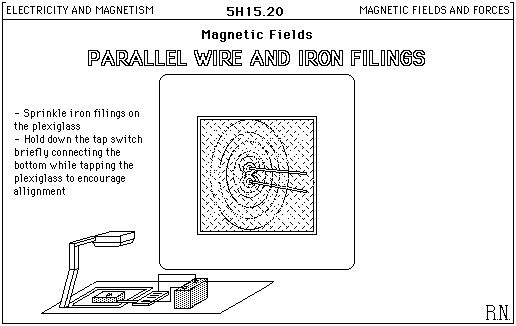 ELECTRICITY AND MAGNETISM
5H15.20
MAGNETIC FIELDS AND FORCES
Magnetic Fields
PARALLEL WIRE AND IRON FILINGS
- Sprinkle iron filings on
the plexiglass
- Hold down the tap switch
briefly connecting the
bottom while tapping the
plexiglass to encourage
allignment
R.N.